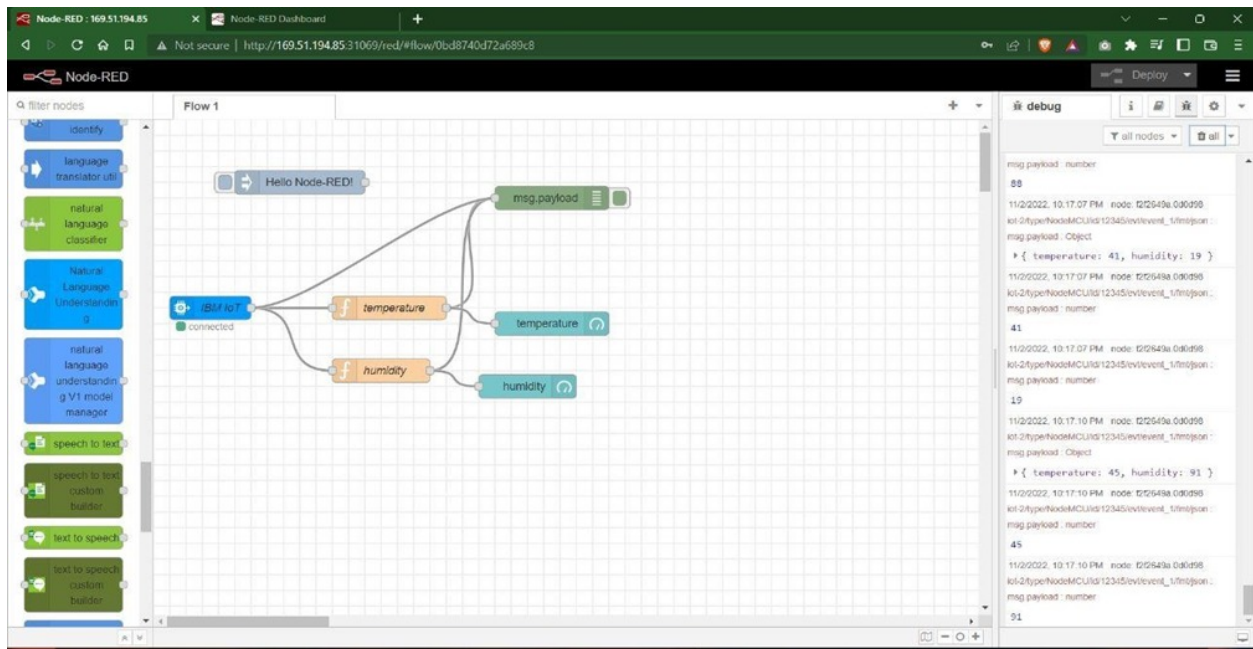 Node-RED : 169.51.194.85
Node-RED Dashboard
Not secure | http://169.51.194.85:31069/red/#flow/0bd8740d72a689c8
Node-RED
Deploy
filter nodes
Flow 1
debug
all nodes
all
identify
language
translator util
natural
language
classifier
Natural
Language
Understandin
g
natural
language
understandin
g V1 model
manager
speech to text
speech to text
custom
builder
text to speech
text to speech
custom
builder
Hello Node-RED!
msg.payload
IBM IoT
connected
temperature
temperature
humidity
humidity
msg.payload : number
88
11/2/2022, 10:17:07 PM node: f2f2649a.0d0d98
iot-2/type/NodeMCU/id/12345/evt/event_1/fmt/json :
msg.payload : Object
{ temperature: 41, humidity: 19 }
11/2/2022, 10:17:07 PM node: f2f2649a.0d0d98
iot-2/type/NodeMCU/id/12345/evt/event_1/fmt/json :
msg.payload : number
41
11/2/2022, 10:17:07 PM node: f2f2649a.0d0d98
iot-2/type/NodeMCU/id/12345/evt/event_1/fmt/json :
msg.payload : number
19
11/2/2022, 10:17:10 PM node: f2f2649a.0d0d98
iot-2/type/NodeMCU/id/12345/evt/event_1/fmt/json :
msg.payload : Object
{ temperature: 45, humidity: 91 }
11/2/2022, 10:17:10 PM node: f2f2649a.0d0d98
iot-2/type/NodeMCU/id/12345/evt/event_1/fmt/json :
msg.payload : number
45
11/2/2022, 10:17:10 PM node: f2f2649a.0d0d98
iot-2/type/NodeMCU/id/12345/evt/event_1/fmt/json :
msg.payload : number
91